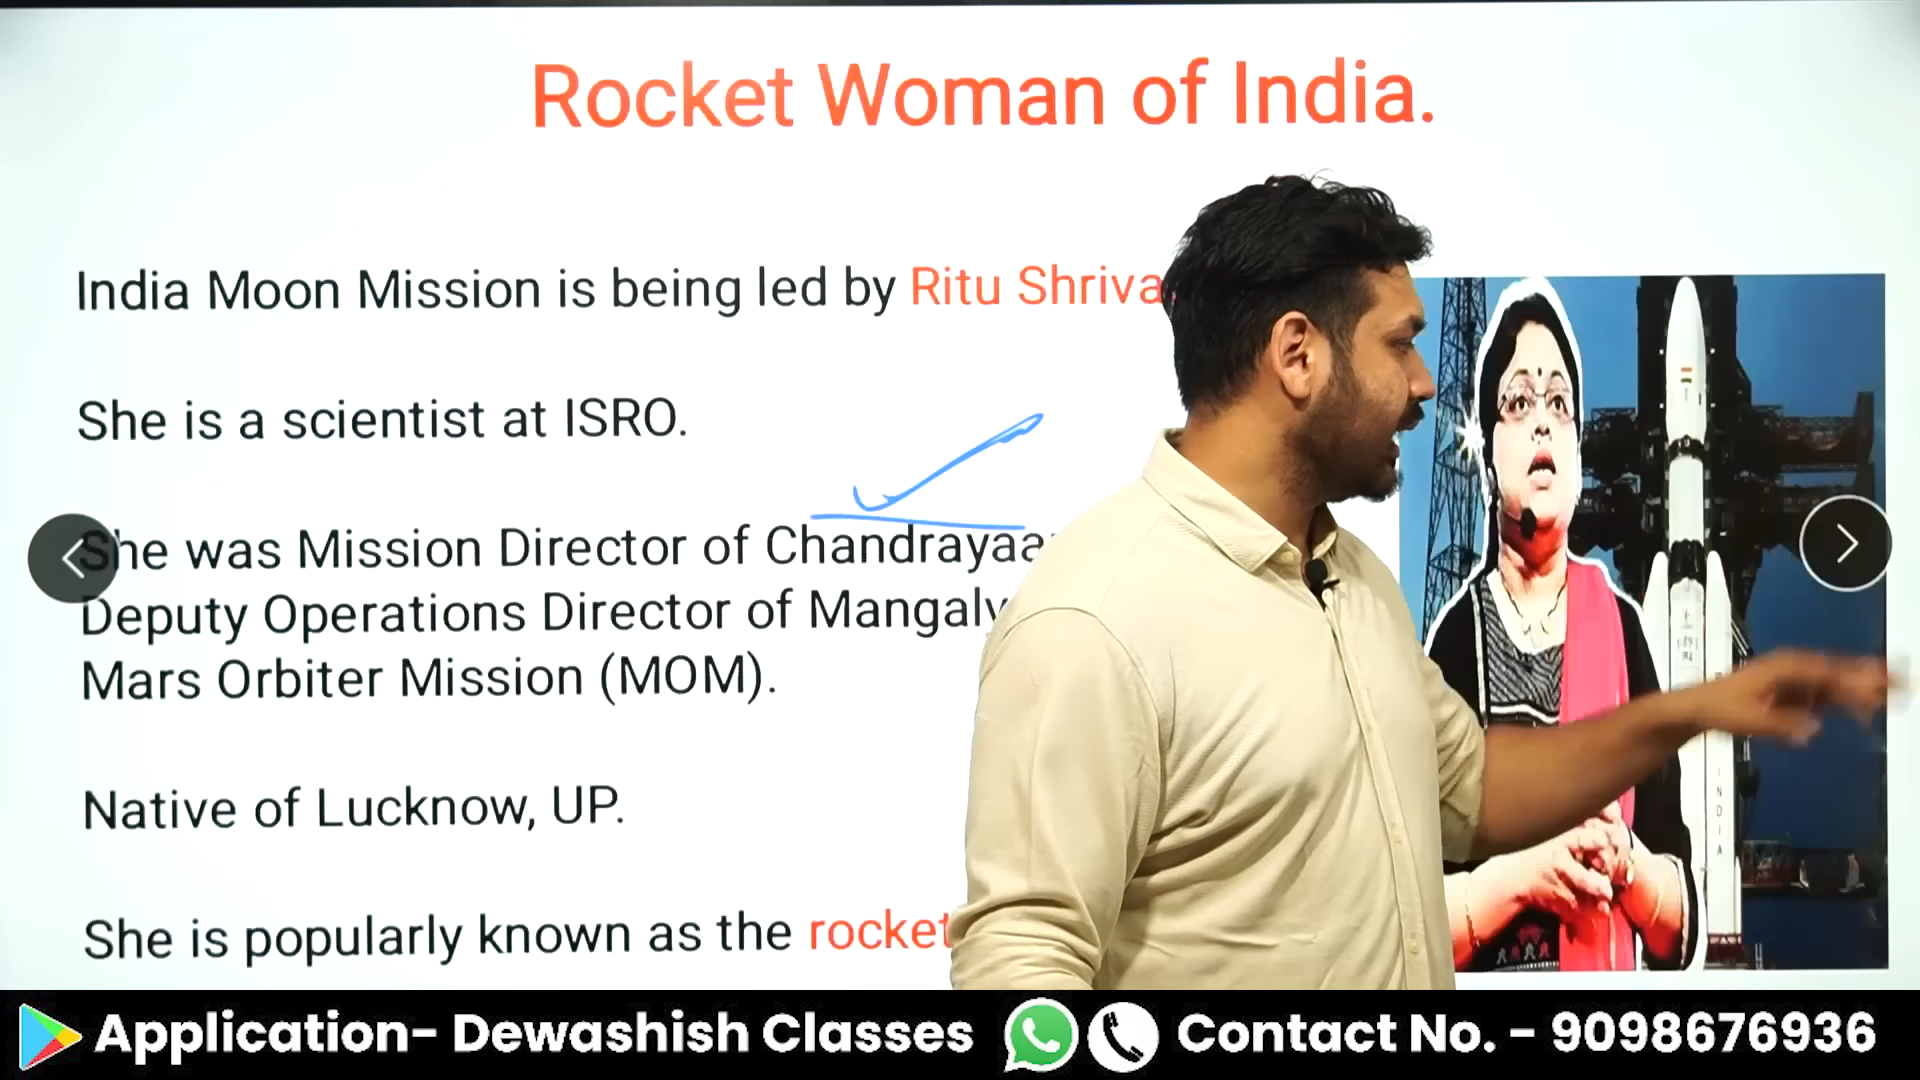 Rocket Woman of India.
India Moon Mission is being led by Ritu Shriva
She is a scientist at ISRO.
She was Mission Director of Chandrayaa
Deputy Operations Director of Mangaly
Mars Orbiter Mission (MOM).
Native of Lucknow, UP.
She is popularly known as the rocket
INDIA
Application- Dewashish Classes Contact No. - 9098676936